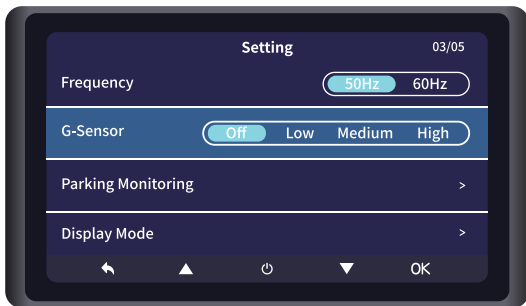 Setting 03/05
Frequency 50Hz 60Hz
G-Sensor Off Low Medium High
Parking Monitoring >
Display Mode >
OK